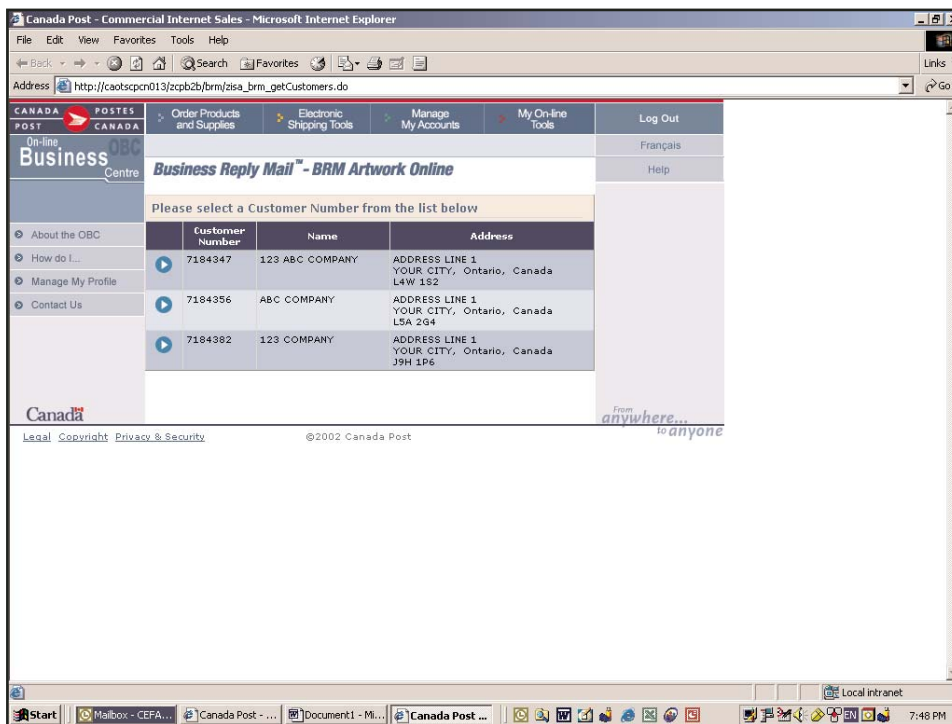 Canada Post - Commercial Internet Sales - Microsoft Internet Explorer
File Edit View Favorites Tools Help
Back Search Favorites
Links
Address http://caotscpcn013/zcpb2b/brm/zisa_brm_getCustomers.do Go
CANADA POSTES
POST CANADA
Order Products and Supplies
Electronic Shipping Tools
Manage My Accounts
My On-line Tools
Log Out
On-line
OBC
Business
Centre
Français
Help
Business Reply Mail™ - BRM Artwork Online
Please select a Customer Number from the list below
About the OBC
How do I...
Manage My Profile
Contact Us
Customer Number Name Address
7184347 123 ABC COMPANY ADDRESS LINE 1
YOUR CITY, Ontario, Canada
L4W 1S2
7184356 ABC COMPANY ADDRESS LINE 1
YOUR CITY, Ontario, Canada
L5A 2G4
7184382 123 COMPANY ADDRESS LINE 1
YOUR CITY, Ontario, Canada
J9H 1P6
Canada
From
anywhere...
to anyone
Legal Copyright Privacy & Security ©2002 Canada Post
Local intranet
Start Mailbox - CEFA... Canada Post - ... Document1 - Mi... Canada Post ... EN 7:48 PM